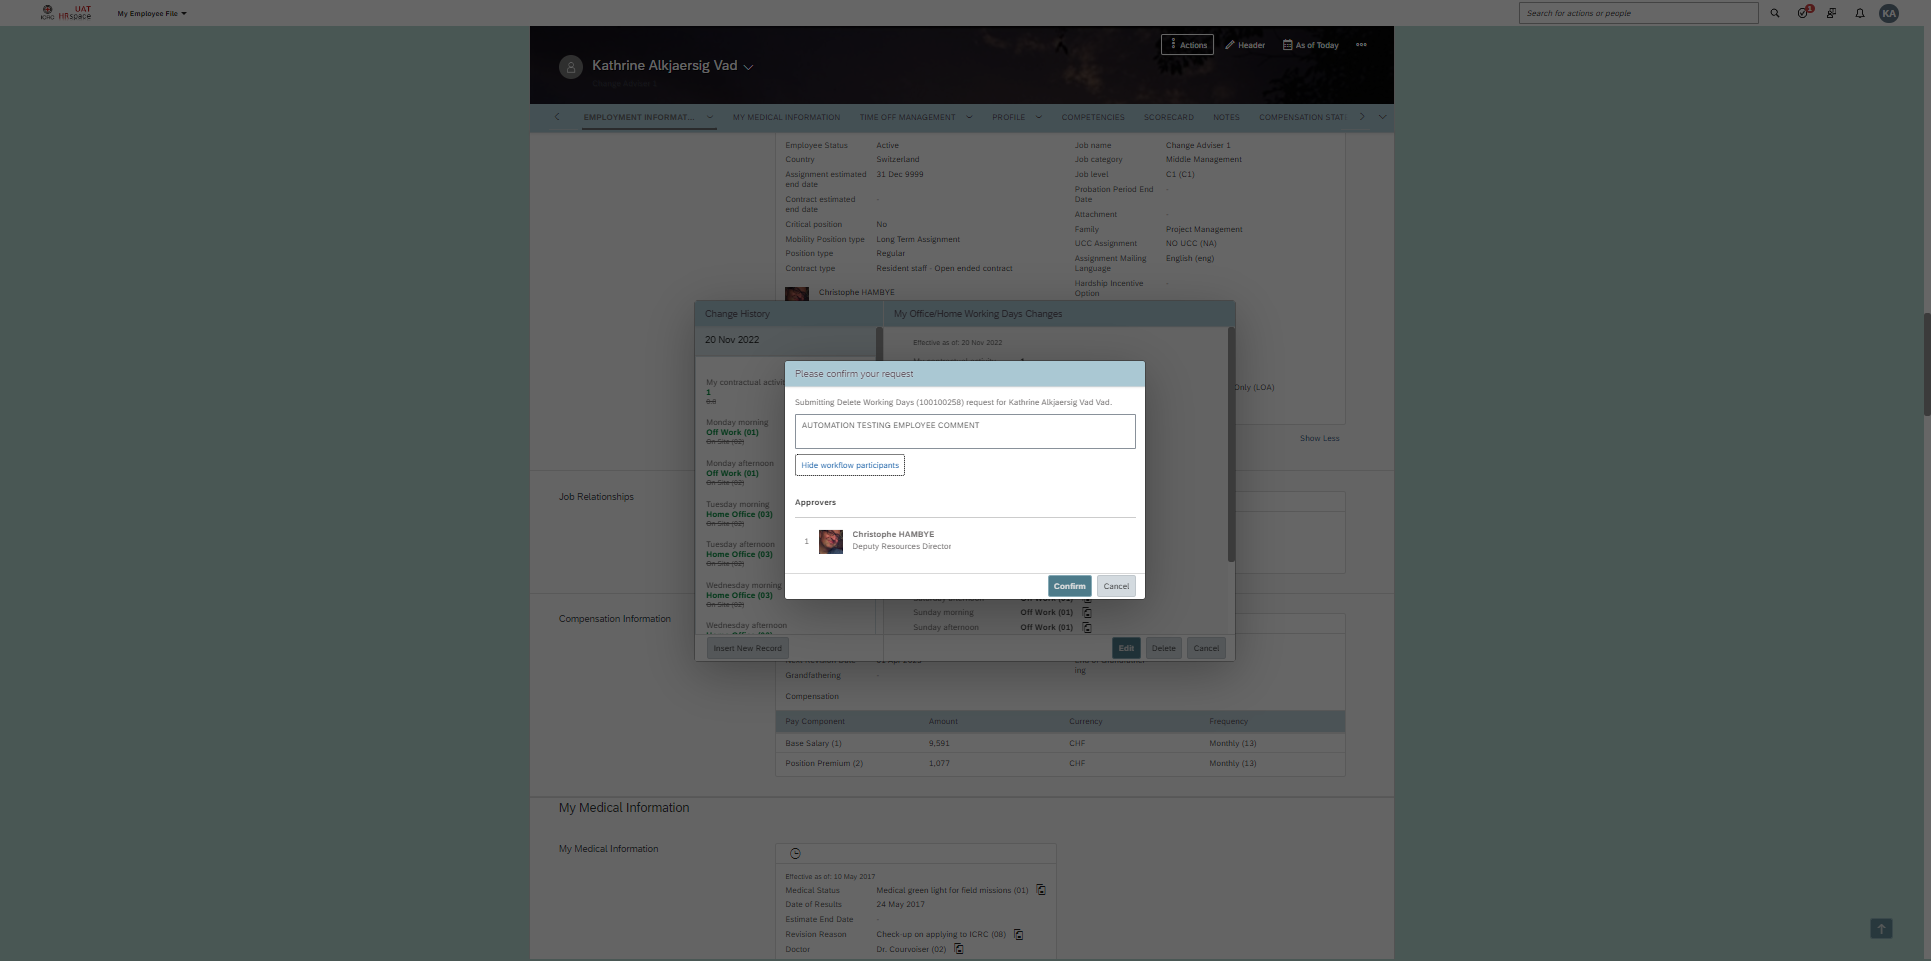 UAT
ICRC HRspace
My Employee File
Search for actions or people
1
KA
Kathrine Alkjaersig Vad
Change Adviser 1
Actions
Header
As of Today
EMPLOYMENT INFORMAT...
MY MEDICAL INFORMATION
TIME OFF MANAGEMENT
PROFILE
COMPETENCIES
SCORECARD
NOTES
COMPENSATION STAT
Employee Status Active
Country Switzerland
Assignment estimated end date 31 Dec 9999
Contract estimated end date -
Critical position No
Mobility Position type Long Term Assignment
Position type Regular
Contract type Resident staff - Open ended contract
Christophe HAMBYE
Job name Change Adviser 1
Job category Middle Management
Job level C1 (C1)
Probation Period End Date -
Attachment -
Family Project Management
UCC Assignment NO UCC (NA)
Assignment Mailing Language English (eng)
Hardship Incentive Option -
Only (LOA)
Show Less
Change History
20 Nov 2022
My contractual activit
1
0.8
Monday morning
Off Work (01)
On Site (02)
Monday afternoon
Off Work (01)
On Site (02)
Tuesday morning
Home Office (03)
On Site (02)
Tuesday afternoon
Home Office (03)
On Site (02)
Wednesday morning
Home Office (03)
On Site (02)
Wednesday afternoon
Insert New Record
My Office/Home Working Days Changes
Effective as of: 20 Nov 2022
Please confirm your request
Submitting Delete Working Days (100100258) request for Kathrine Alkjaersig Vad Vad.
AUTOMATION TESTING EMPLOYEE COMMENT
Hide workflow participants
Approvers
1
Christophe HAMBYE
Deputy Resources Director
Confirm
Cancel
Sunday morning Off Work (01)
Sunday afternoon Off Work (01)
Edit
Delete
Cancel
Job Relationships
Compensation Information
ing
Grandfathering -
Compensation
Pay Component Amount Currency Frequency
Base Salary (1) 9,591 CHF Monthly (13)
Position Premium (2) 1,077 CHF Monthly (13)
My Medical Information
My Medical Information
Effective as of: 10 May 2017
Medical Status Medical green light for field missions (01)
Date of Results 24 May 2017
Estimate End Date -
Revision Reason Check-up on applying to ICRC (08)
Doctor Dr. Courvoiser (02)